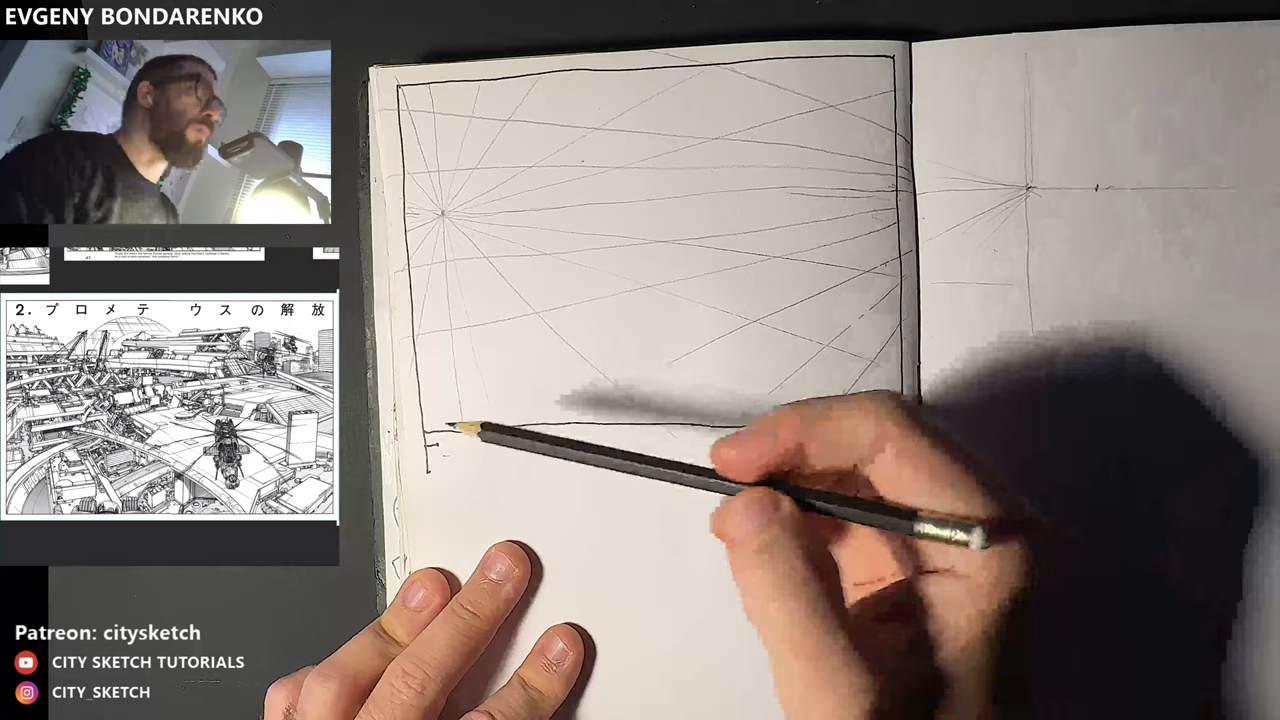 EVGENY BONDARENKO
2. プロメテ ウスの解放
Patreon: citysketch
CITY SKETCH TUTORIALS
CITY_SKETCH